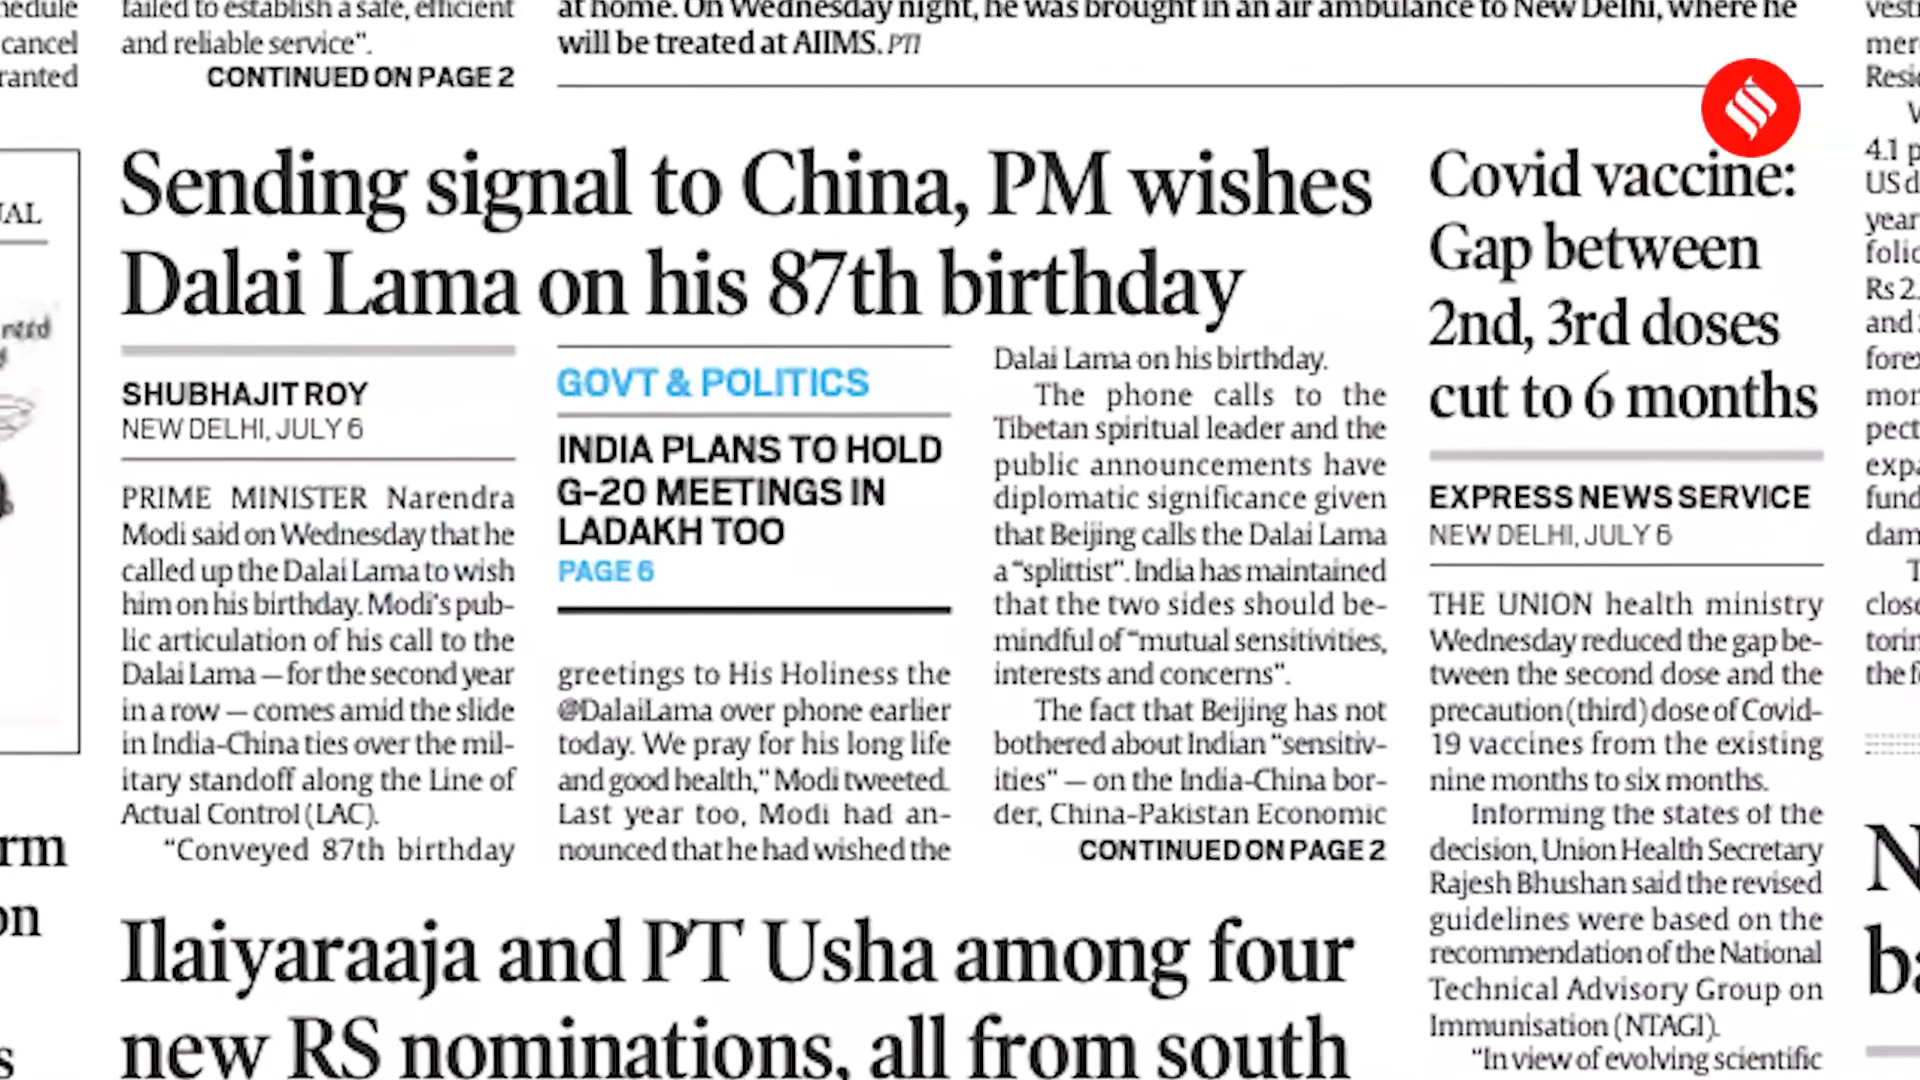 cancel
ranted
failed to establish a safe, efficient
and reliable service".
CONTINUED ON PAGE 2
at home. On Wednesday night, he was brought in an air ambulance to New Delhi, where he
will be treated at AIIMS. PTI
Sending signal to China, PM wishes
Dalai Lama on his 87th birthday
SHUBHAJIT ROY
NEW DELHI, JULY 6
PRIME MINISTER Narendra
Modi said on Wednesday that he
called up the Dalai Lama to wish
him on his birthday. Modi's pub-
lic articulation of his call to the
Dalai Lama — for the second year
in a row — comes amid the slide
in India-China ties over the mil-
itary standoff along the Line of
Actual Control (LAC).
"Conveyed 87th birthday
GOVT & POLITICS
INDIA PLANS TO HOLD
G-20 MEETINGS IN
LADAKH TOO
PAGE 6
greetings to His Holiness the
@DalaiLama over phone earlier
today. We pray for his long life
and good health," Modi tweeted.
Last year too, Modi had an-
nounced that he had wished the
Dalai Lama on his birthday.
The phone calls to the
Tibetan spiritual leader and the
public announcements have
diplomatic significance given
that Beijing calls the Dalai Lama
a "splittist". India has maintained
that the two sides should be-
mindful of "mutual sensitivities,
interests and concerns".
The fact that Beijing has not
bothered about Indian "sensitiv-
ities" — on the India-China bor-
der, China-Pakistan Economic
CONTINUED ON PAGE 2
Covid vaccine:
Gap between
2nd, 3rd doses
cut to 6 months
EXPRESS NEWS SERVICE
NEW DELHI, JULY 6
THE UNION health ministry
Wednesday reduced the gap be-
tween the second dose and the
precaution (third) dose of Covid-
19 vaccines from the existing
nine months to six months.
Informing the states of the
decision, Union Health Secretary
Rajesh Bhushan said the revised
guidelines were based on the
recommendation of the National
Technical Advisory Group on
Immunisation (NTAGI).
"In view of evolving scientific
Ilaiyaraaja and PT Usha among four
new RS nominations, all from south